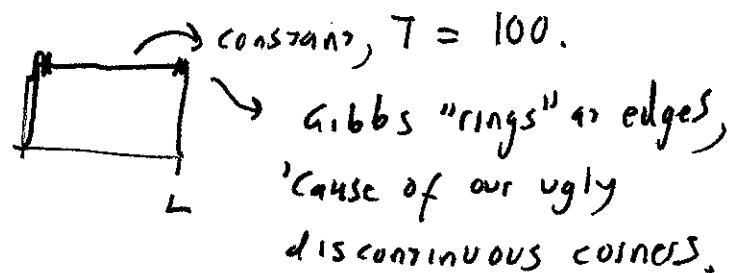 constant, T = 100.
Gibbs "rings" at edges,
'cause of our ugly
discontinuous corners.
L